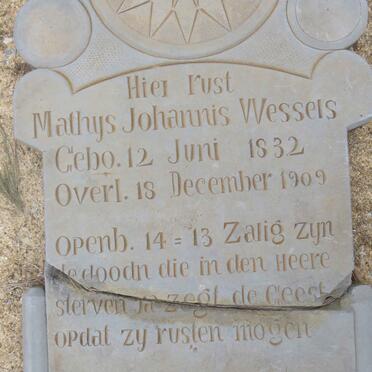 Hier rust
Mathys Johannis Wessels
Gebo. 12 Juni 1832
Overl. 18 December 1909
Openb. 14 = 13 Zalig zyn
de doodn die in den Heere
sterven Ja zegt de Geest
opdat zy rusten mogen